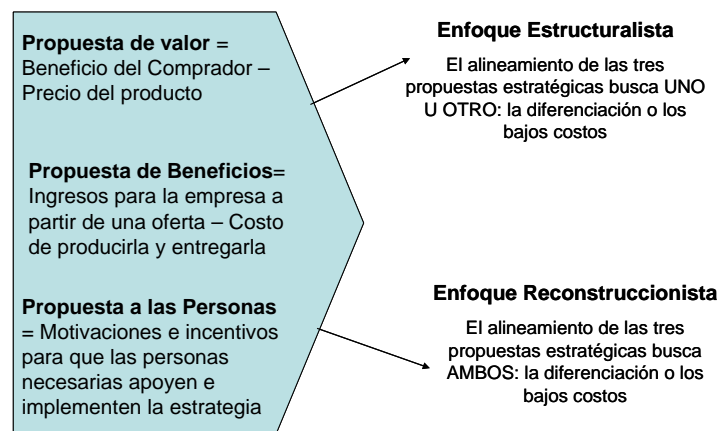 Propuesta de valor =
Beneficio del Comprador –
Precio del producto
Propuesta de Beneficios=
Ingresos para la empresa a
partir de una oferta – Costo
de producirla y entregarla
Propuesta a las Personas
= Motivaciones e incentivos
para que las personas
necesarias apoyen e
implementen la estrategia
Enfoque Estructuralista
El alineamiento de las tres
propuestas estratégicas busca UNO
U OTRO: la diferenciación o los
bajos costos
Enfoque Reconstruccionista
El alineamiento de las tres
propuestas estratégicas busca
AMBOS: la diferenciación o los
bajos costos